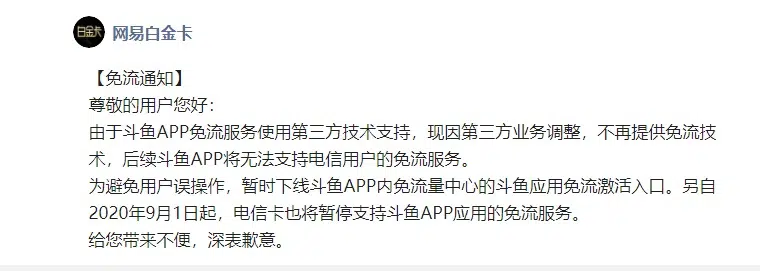 白金卡
网易白金卡
【免流通知】
尊敬的用户您好：
由于斗鱼APP免流服务使用第三方技术支持，现因第三方业务调整，不再提供免流技
术，后续斗鱼APP将无法支持电信用户的免流服务。
为避免用户误操作，暂时下线斗鱼APP内免流量中心的斗鱼应用免流激活入口。另自
2020年9月1日起，电信卡也将暂停支持斗鱼APP应用的免流服务。
给您带来不便，深表歉意。